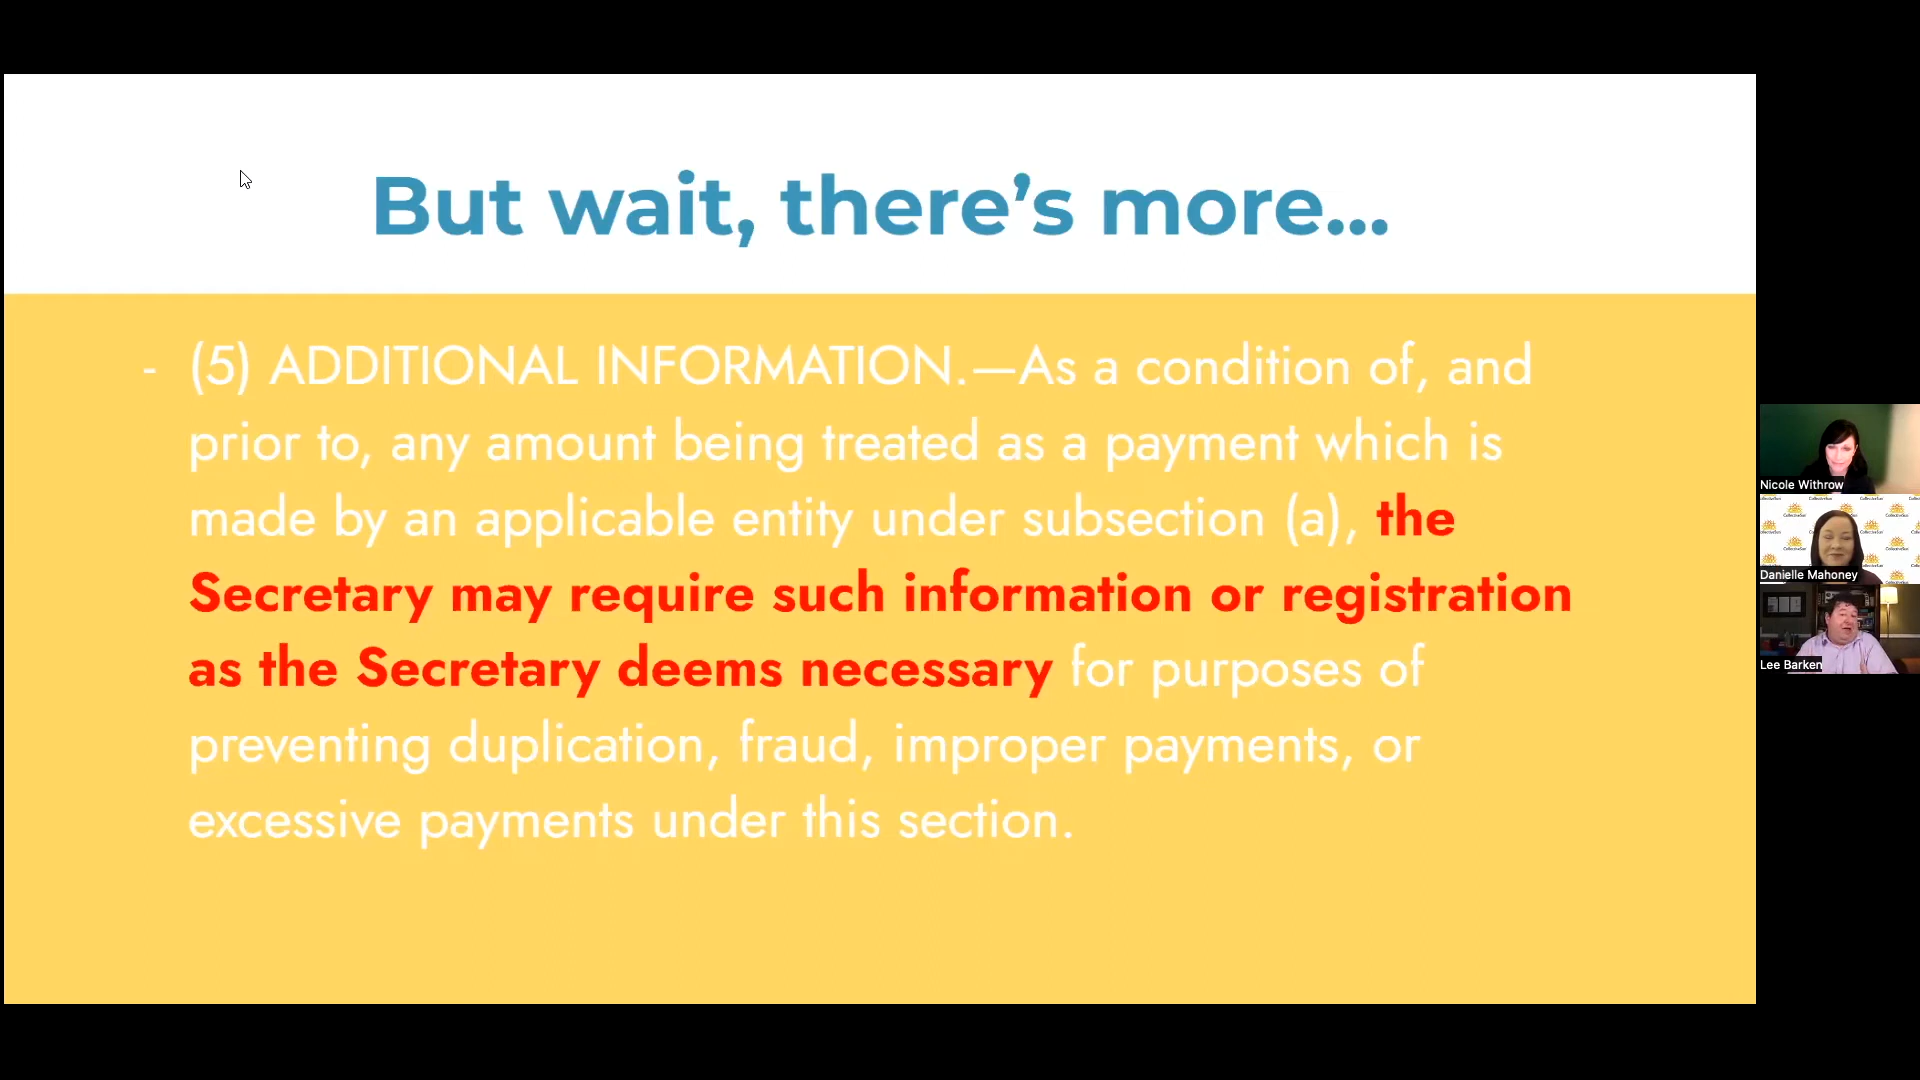 But wait, there’s more...
- (5) ADDITIONAL INFORMATION.—As a condition of, and
prior to, any amount being treated as a payment which is
made by an applicable entity under subsection (a), the
Secretary may require such information or registration
as the Secretary deems necessary for purposes of
preventing duplication, fraud, improper payments, or
excessive payments under this section.
Nicole Withrow
CollectiveSun
Danielle Mahoney
Lee Barken